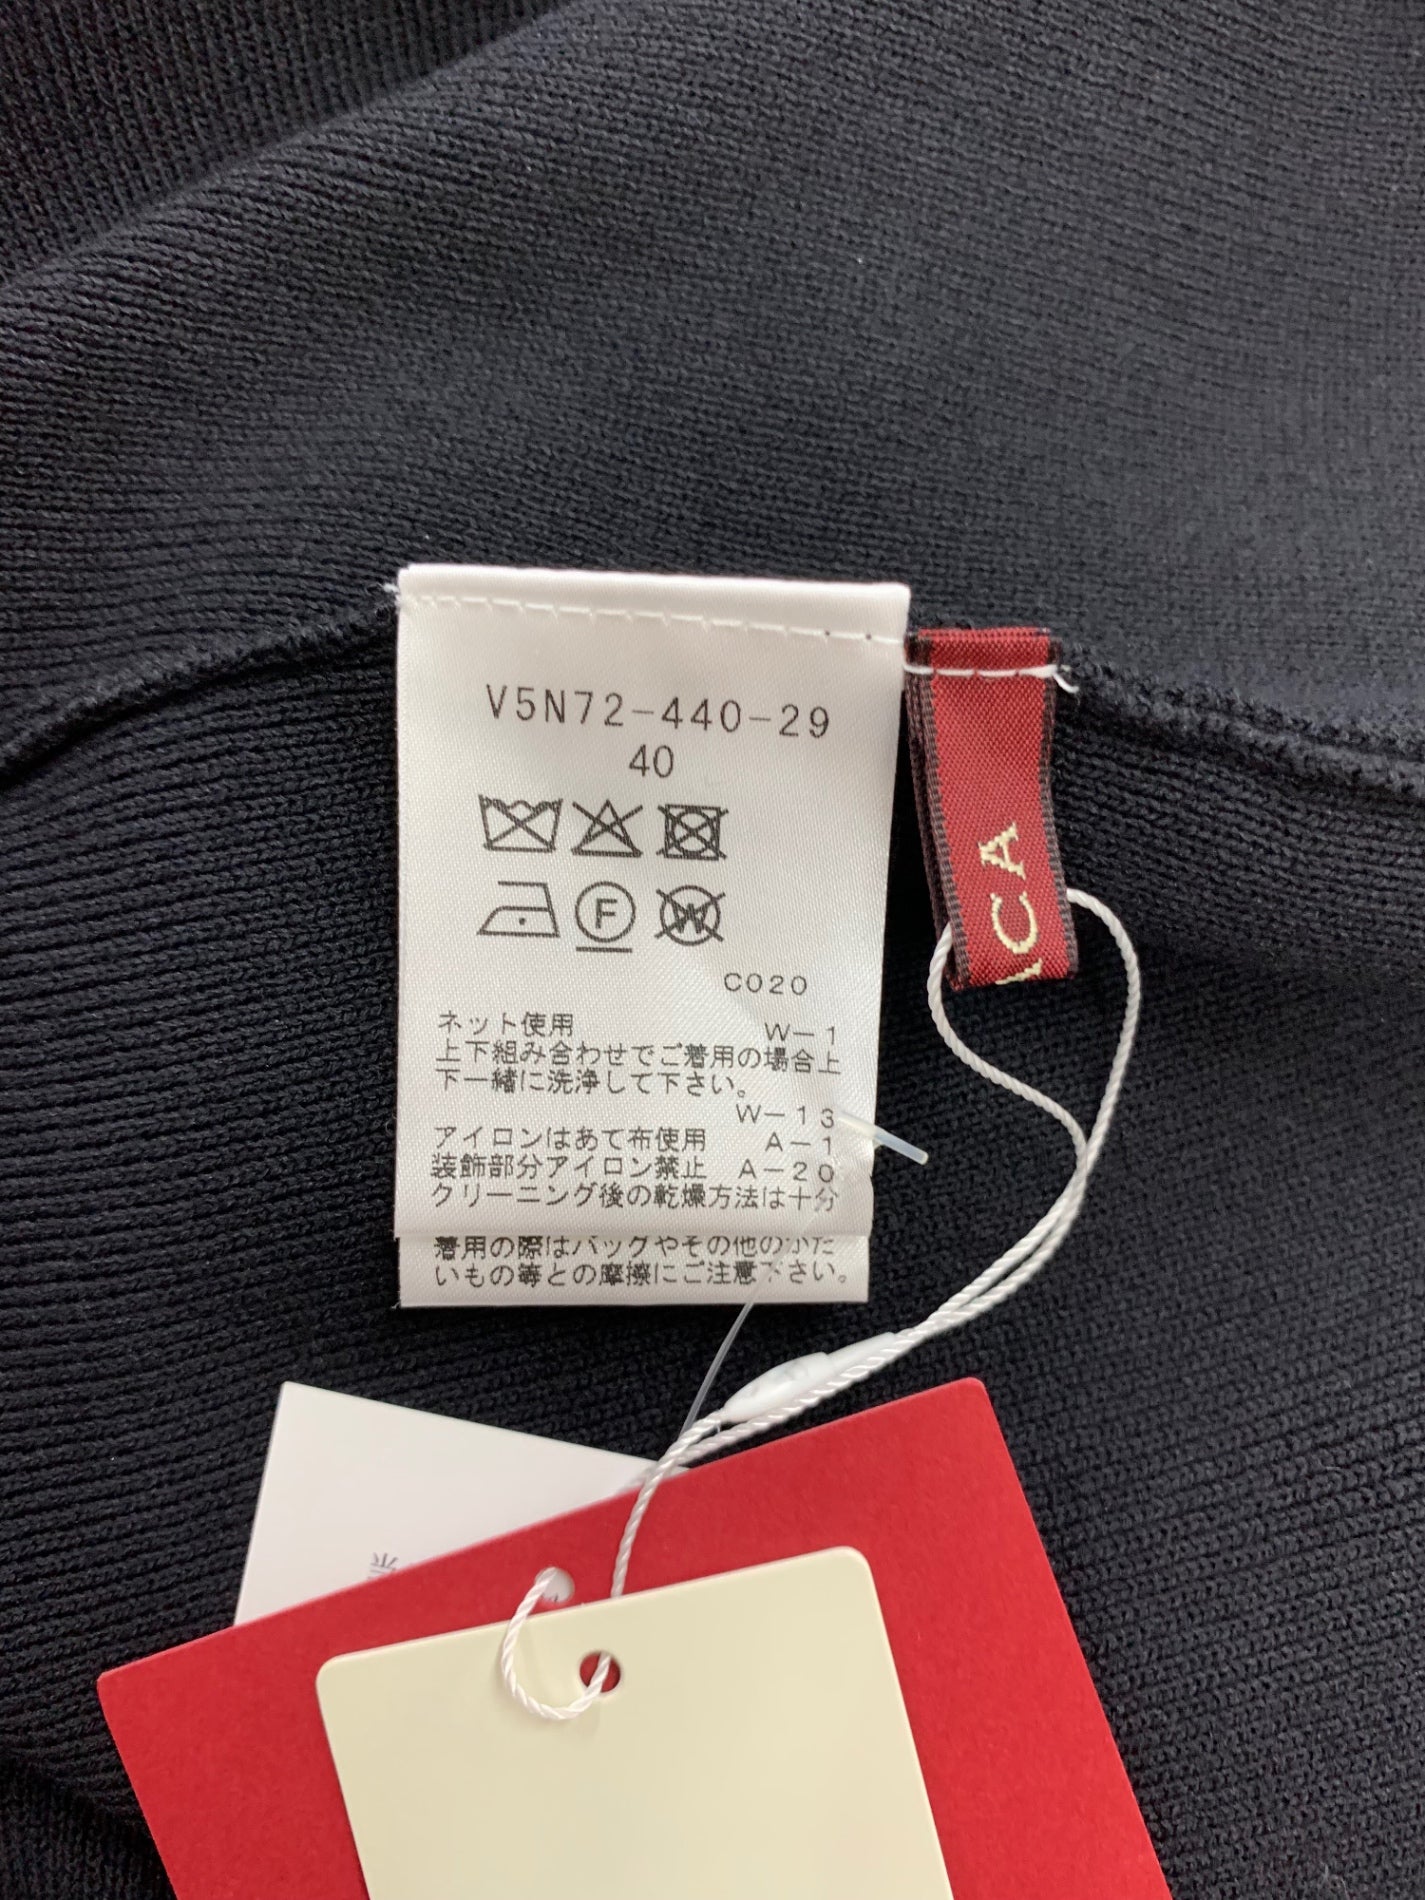 V5N72-440-29
40
F
W
C020
ネット使用 W-1
上下組み合わせでご着用の場合上
下一緒に洗浄して下さい。
W-13
アイロンはあて布使用 A-1
装飾部分アイロン禁止 A-20
クリーニング後の乾燥方法は十分
着用の際はバッグやその他のかた
いもの等との摩擦にご注意下さい。
ACA